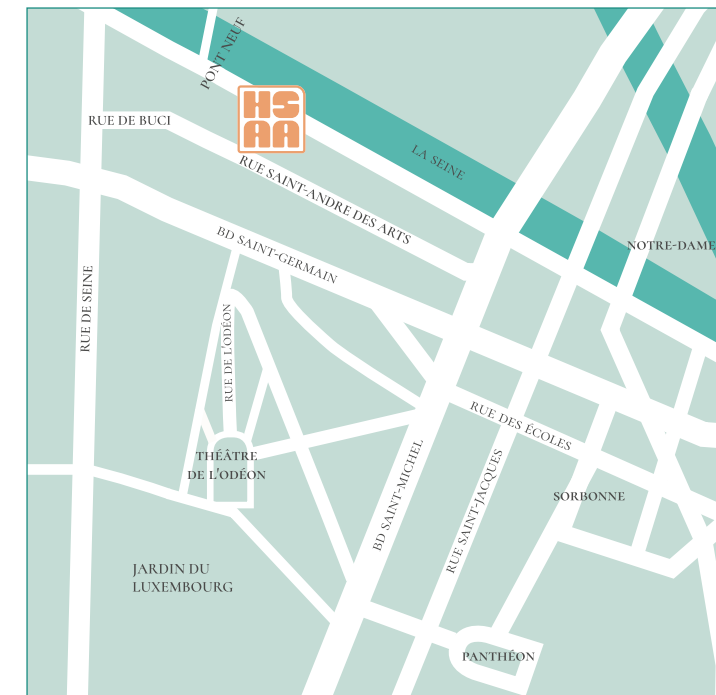 PONT NEUF
HS
AA
RUE DE BUCI
LA SEINE
RUE SAINT-ANDRE DES ARTS
NOTRE-DAME
BD SAINT-GERMAIN
RUE DE SEINE
RUE DE L'ODÉON
RUE DES ÉCOLES
THÉÂTRE
DE L'ODÉON
BD SAINT-MICHEL
RUE SAINT-JACQUES
SORBONNE
JARDIN DU
LUXEMBOURG
PANTHÉON